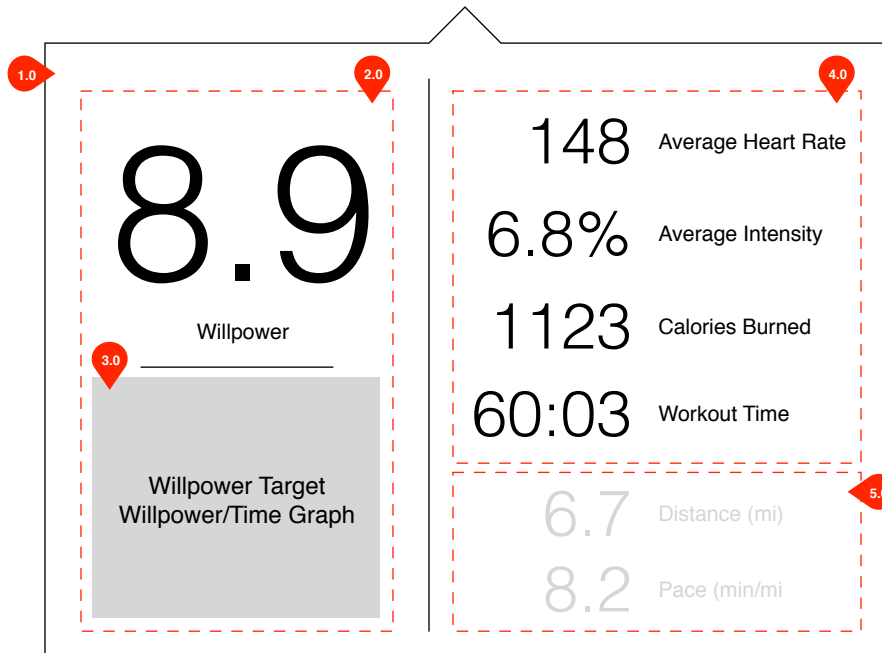 1.0
2.0
4.0
8.9
Willpower
3.0
Willpower Target
Willpower/Time Graph
148 Average Heart Rate
6.8% Average Intensity
1123 Calories Burned
60:03 Workout Time
5.0
6.7 Distance (mi)
8.2 Pace (min/mi